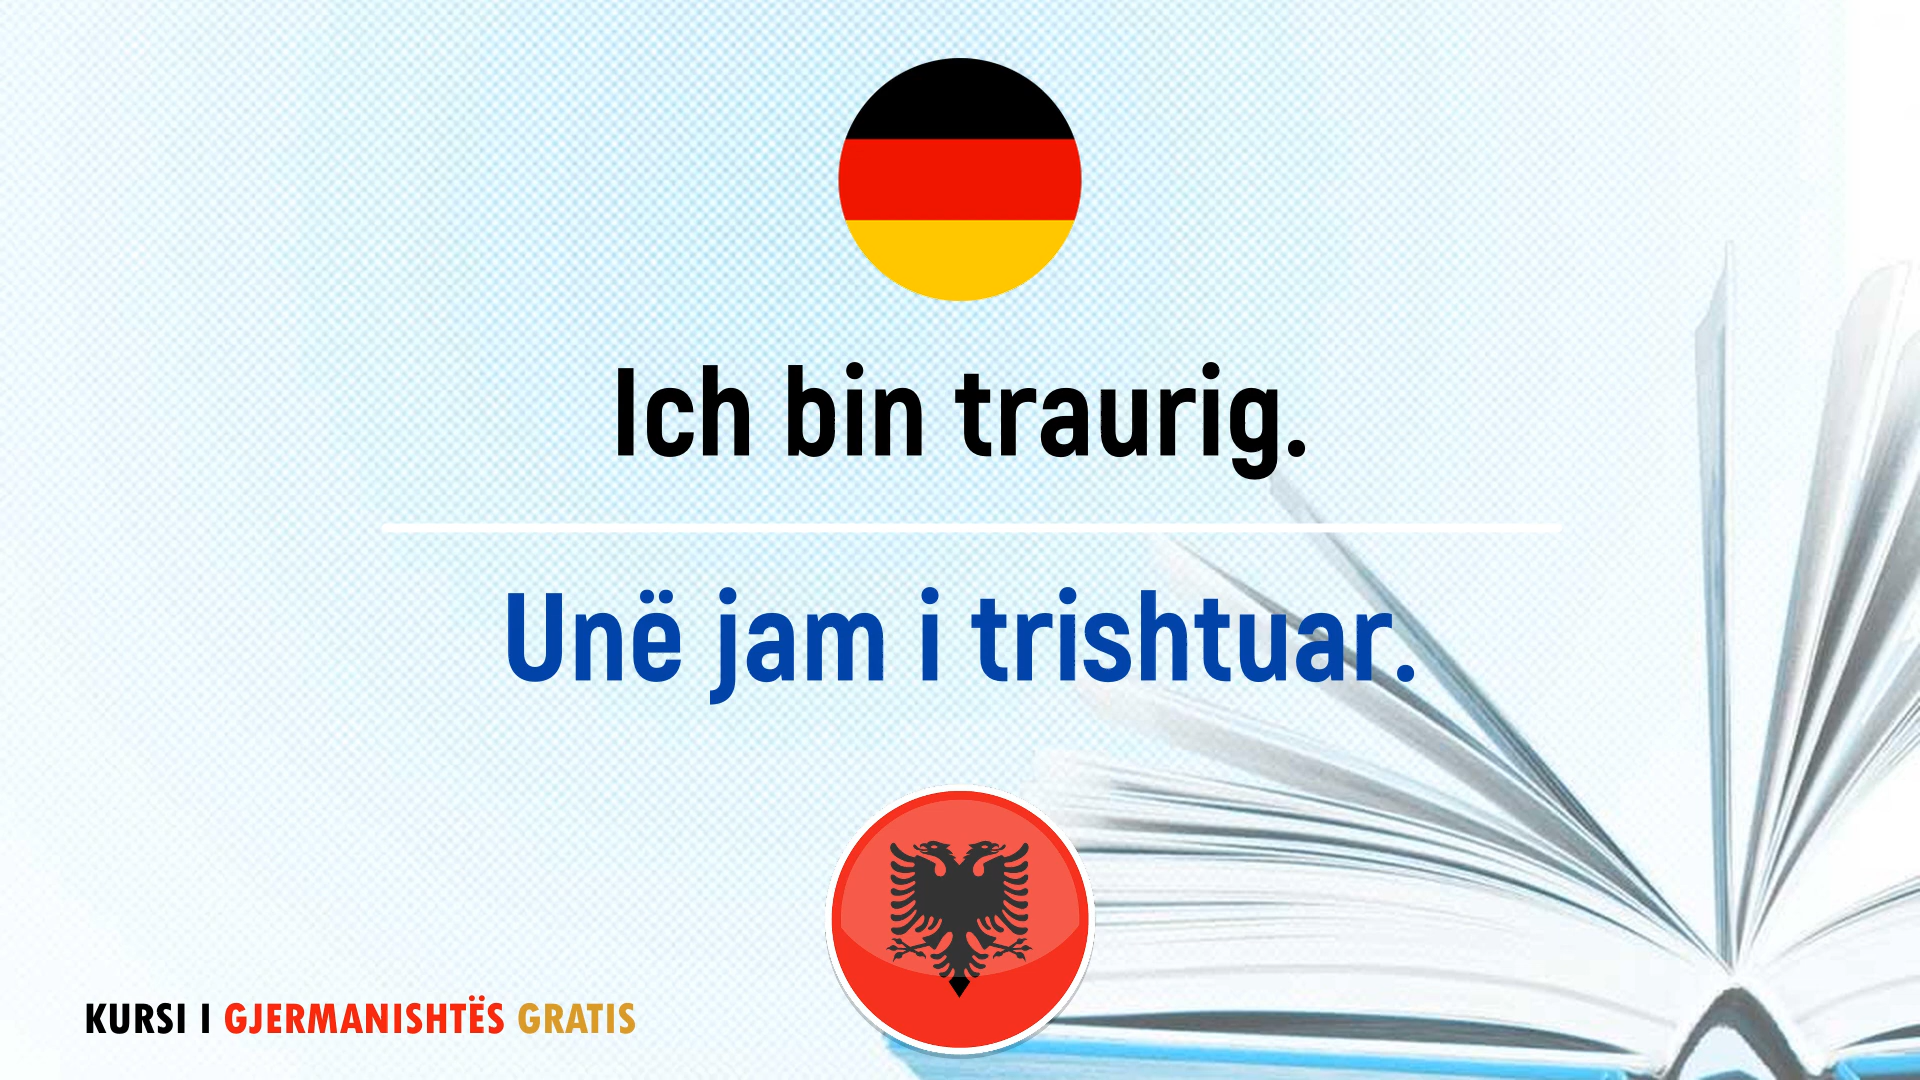 Ich bin traurig.
Unë jam i trishtuar.
KURSI I GJERMANISHTËS GRATIS